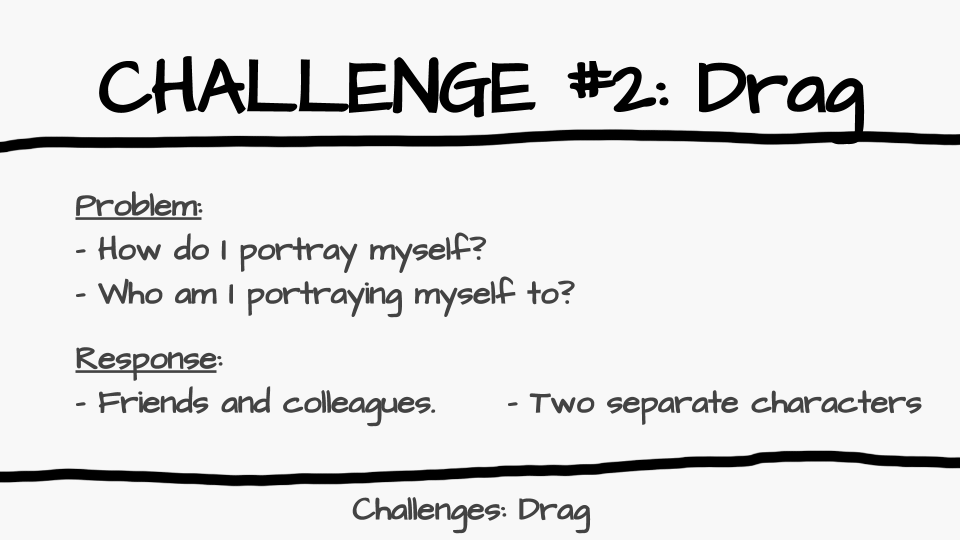 CHALLENGE #2: Drag
Problem:
- How do I portray myself?
- Who am I portraying myself to?
Response:
- Friends and colleagues. - Two separate characters
Challenges: Drag